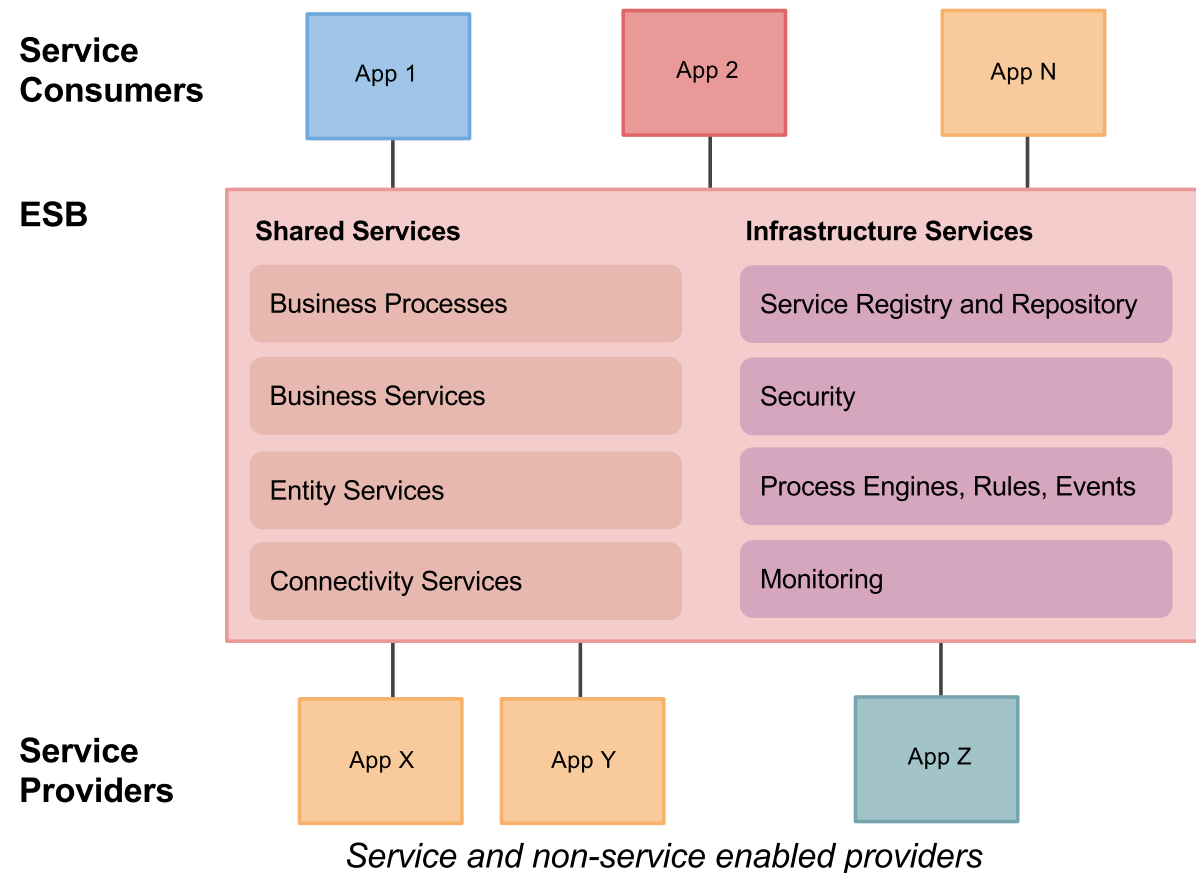 Service
Consumers
App 1
App 2
App N
ESB
Shared Services
Infrastructure Services
Business Processes
Service Registry and Repository
Business Services
Security
Entity Services
Process Engines, Rules, Events
Connectivity Services
Monitoring
Service
Providers
App X
App Y
App Z
Service and non-service enabled providers